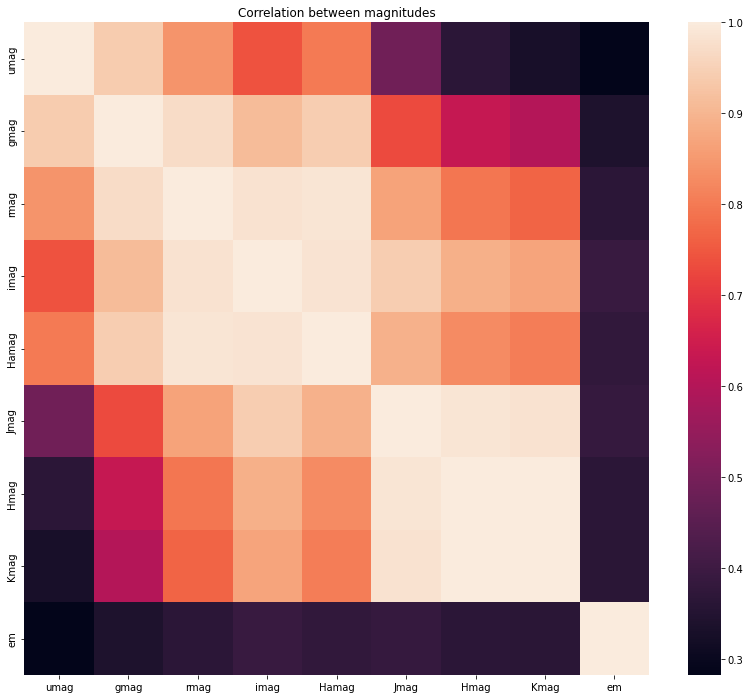 Correlation between magnitudes
umag
gmag
rmag
imag
Hamag
Jmag
Hmag
Kmag
em
umag gmag rmag imag Hamag Jmag Hmag Kmag em
1.0
0.9
0.8
0.7
0.6
0.5
0.4
0.3